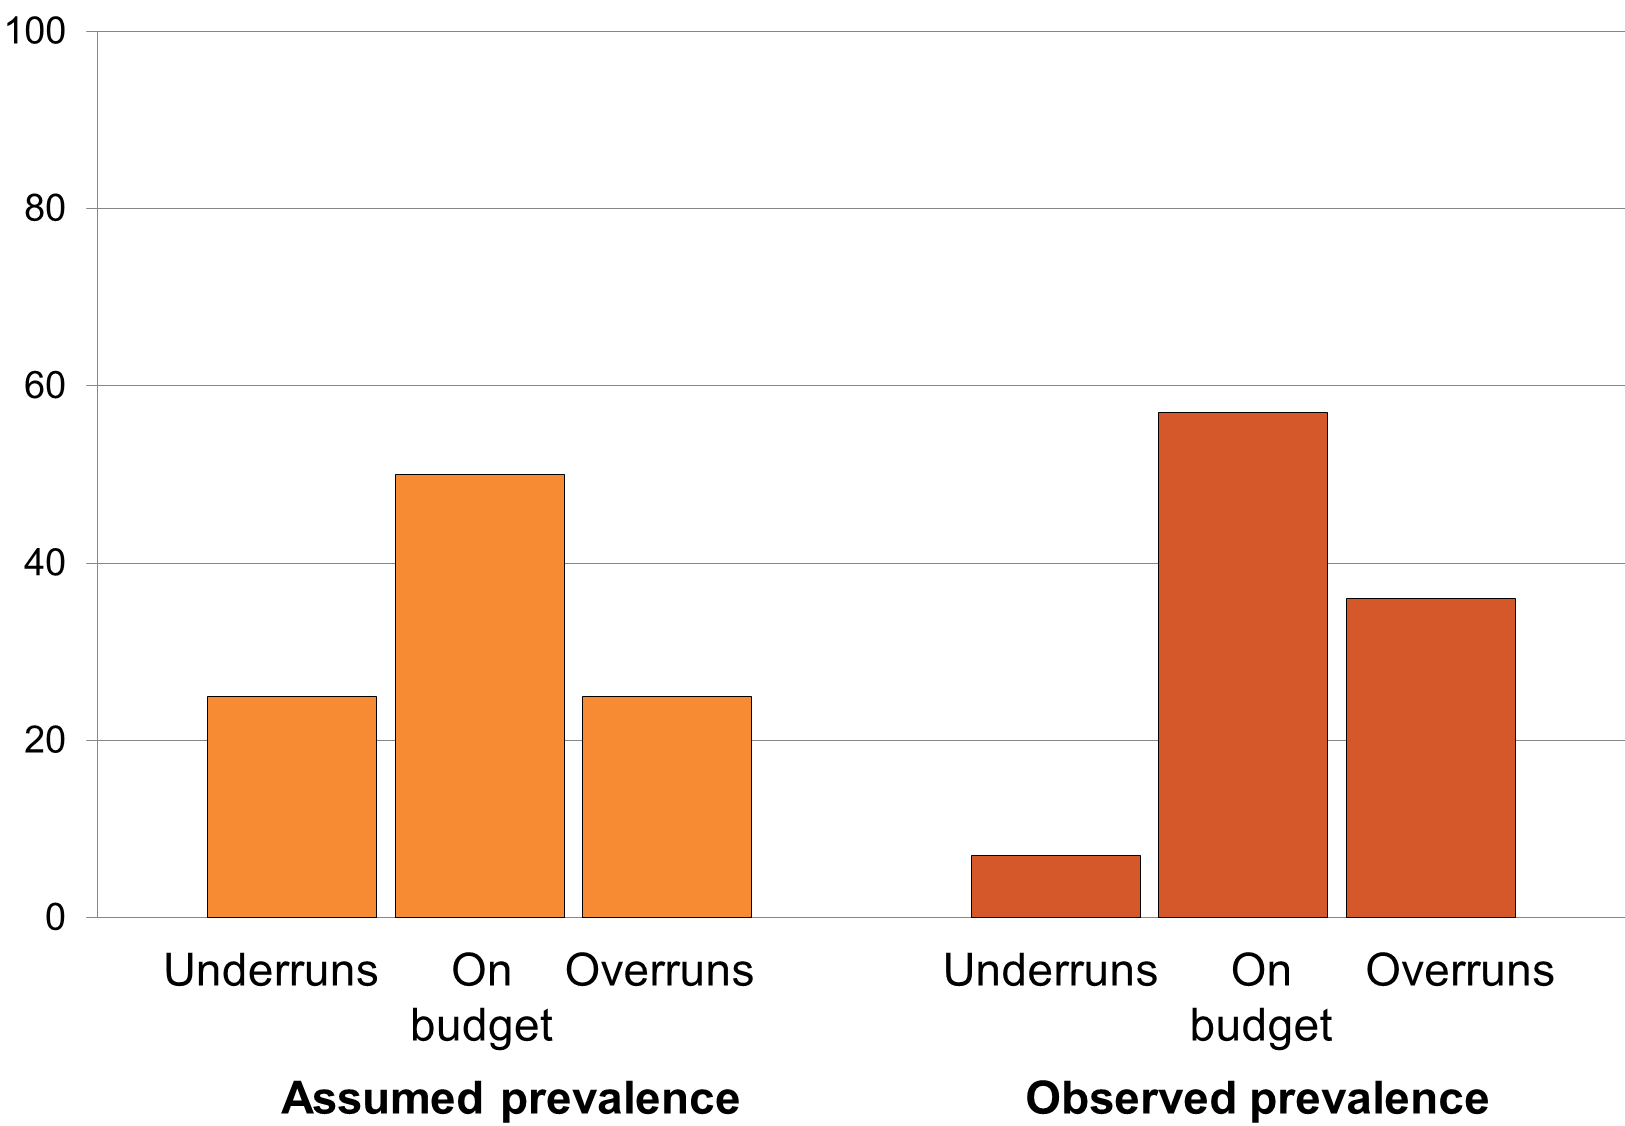 100
80
60
40
20
0
Underruns On Overruns Underruns On Overruns
budget budget
Assumed prevalence Observed prevalence